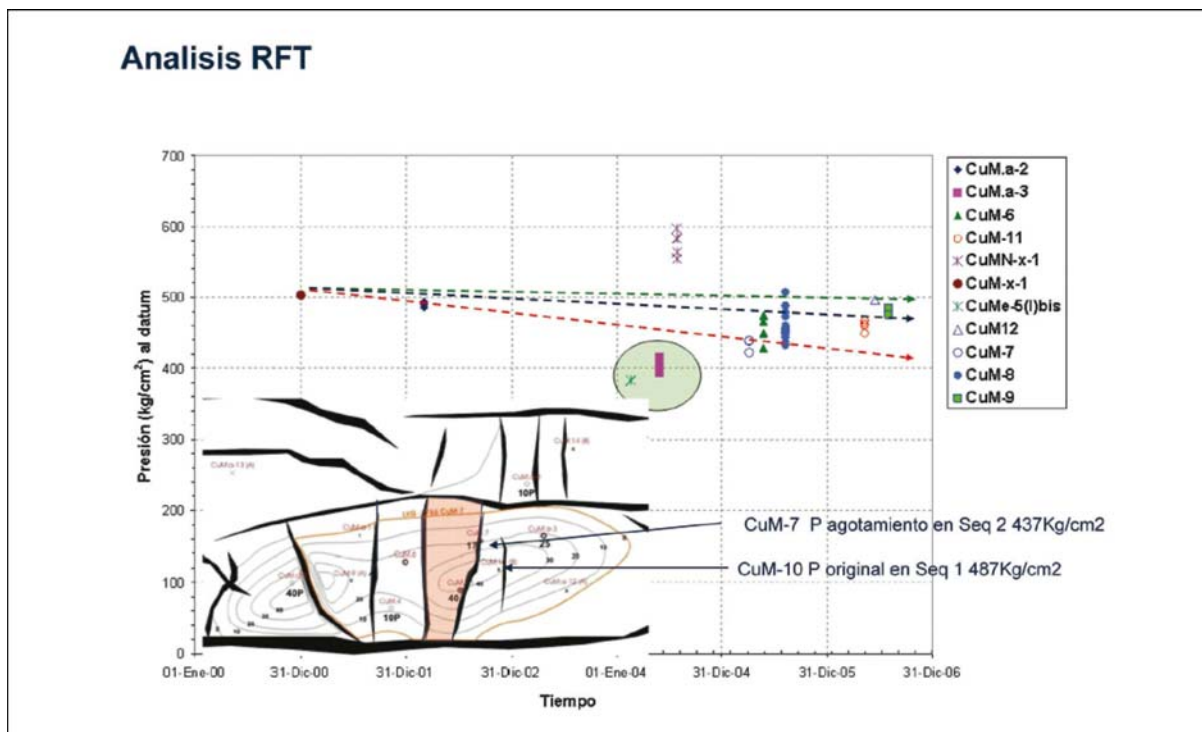 Analisis RFT
Presión (kg/cm²) al datum
700
600
500
400
300
200
100
0
01-Ene-00
31-Dic-00
31-Dic-01
31-Dic-02
01-Ene-04
31-Dic-04
31-Dic-05
31-Dic-06
Tiempo
CuM.a-2
CuM.a-3
CuM-6
CuM-11
CuMN-x-1
CuM-x-1
CuMe-5(I)bis
CuM12
CuM-7
CuM-8
CuM-9
CuM-7 P agotamiento en Seq 2 437Kg/cm2
CuM-10 P original en Seq 1 487Kg/cm2
10P
25
40P
10P